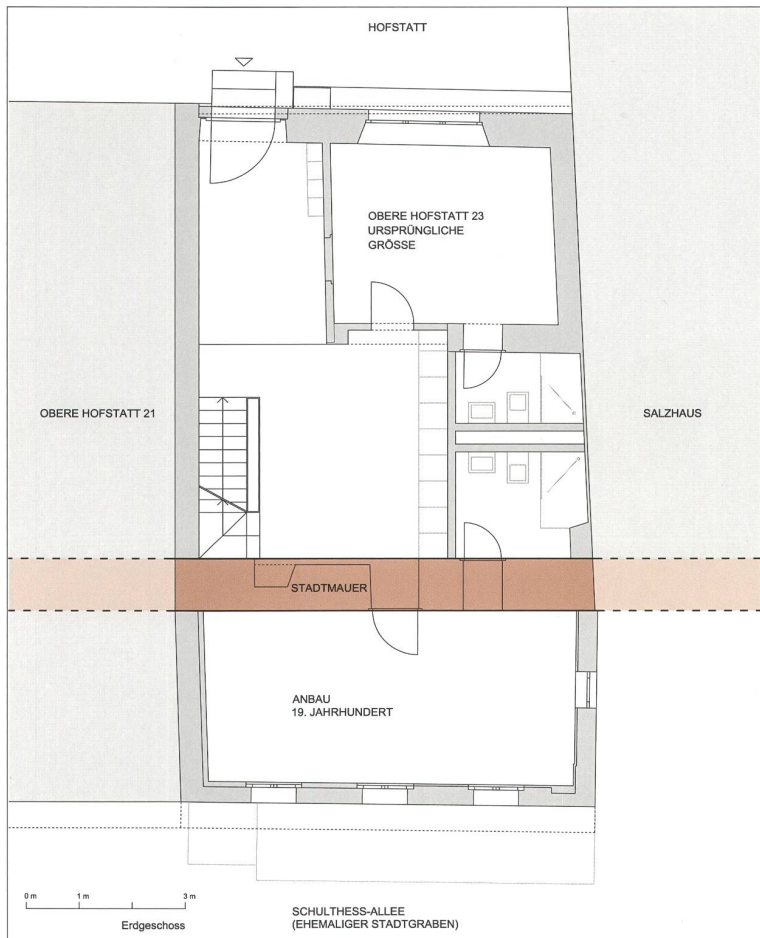 HOFSTATT
OBERE HOFSTATT 23
URSPRÜNGLICHE
GRÖSSE
OBERE HOFSTATT 21
SALZHAUS
STADTMAUER
ANBAU
19. JAHRHUNDERT
0 m 1 m 3 m
Erdgeschoss
SCHULTHESS-ALLEE
(EHEMALIGER STADTGRABEN)